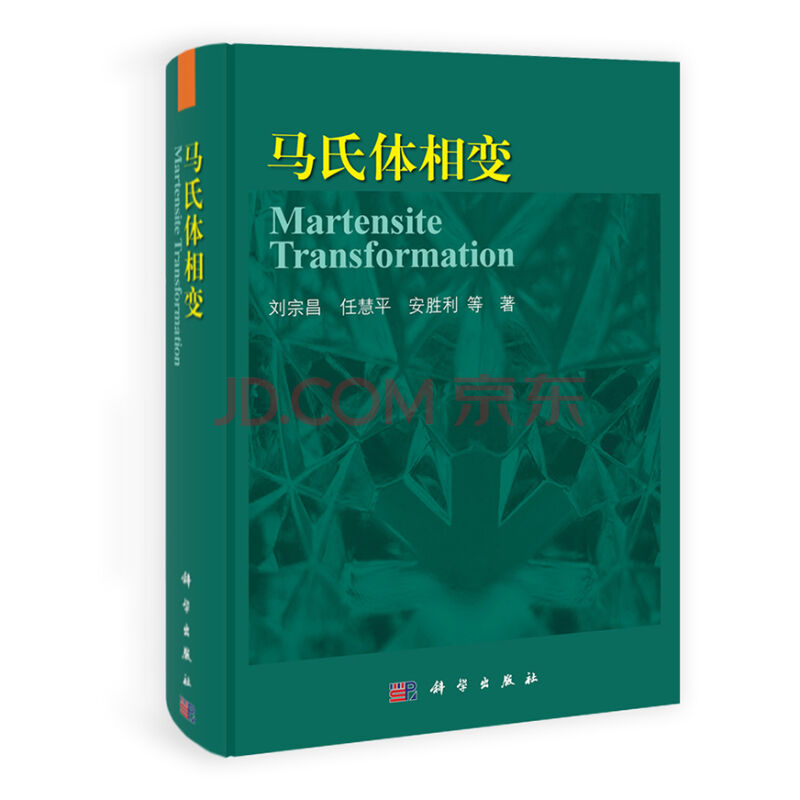 马氏体相变
Martensite Transformation
科学出版社
马氏体相变
Martensite
Transformation
刘宗昌 任慧平 安胜利 等 著
JD.COM 京东
科学出版社